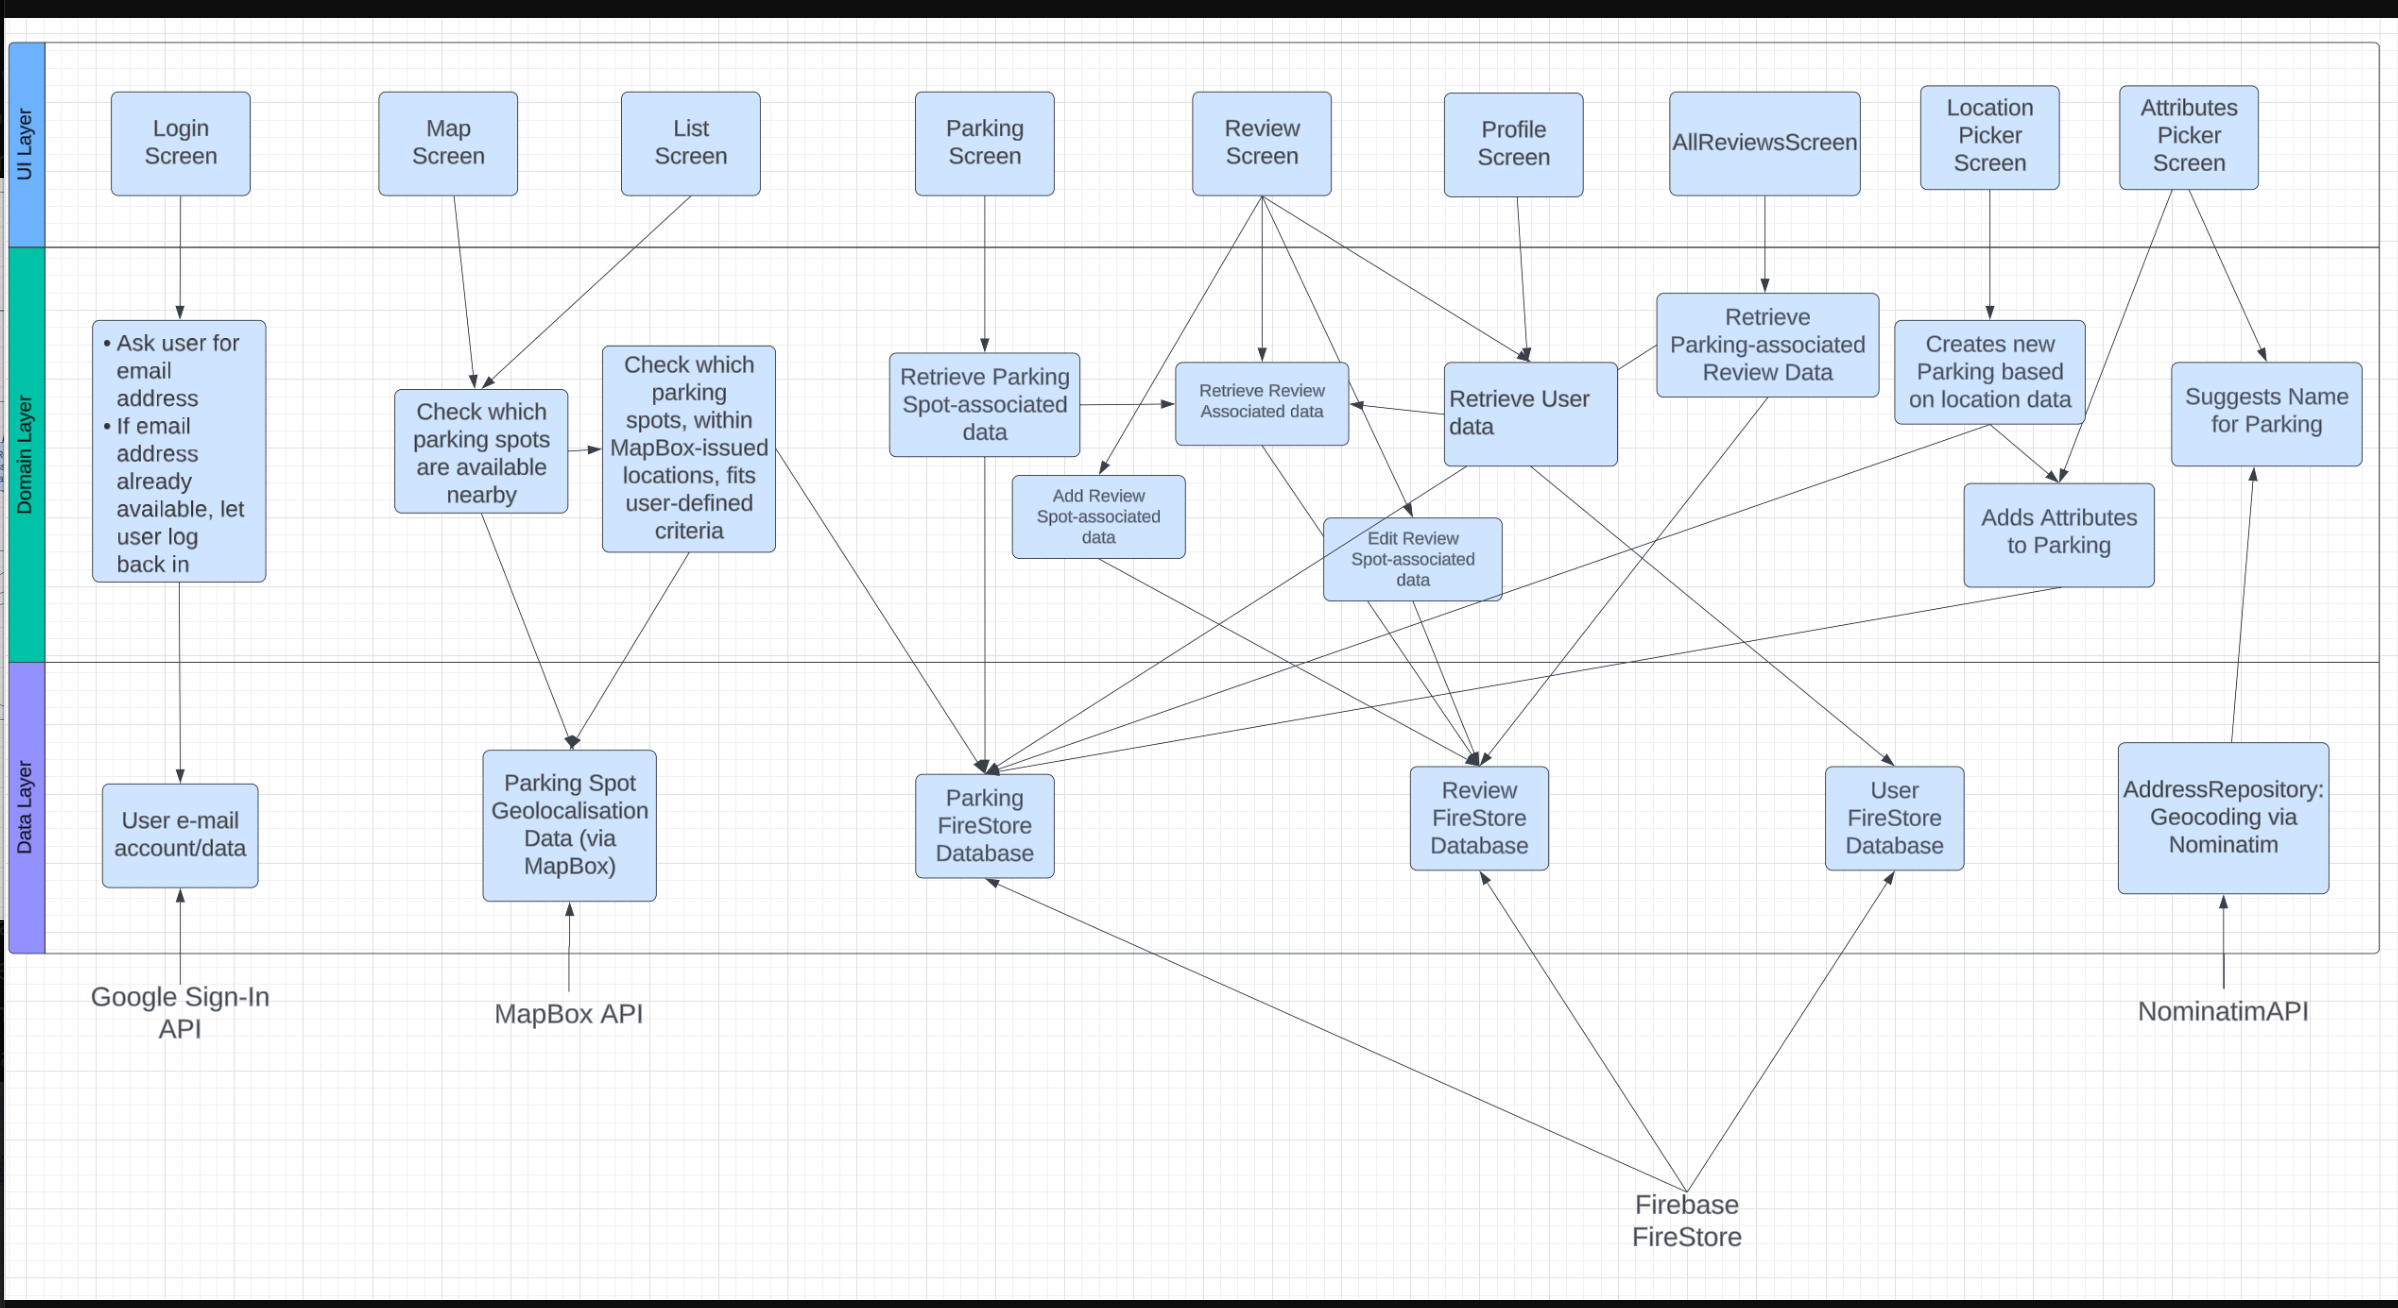 UI Layer
Login
Screen
Map
Screen
List
Screen
Parking
Screen
Review
Screen
Profile
Screen
AllReviewsScreen
Location
Picker
Screen
Attributes
Picker
Screen
Domain Layer
• Ask user for
email
address
• If email
address
already
available, let
user log
back in
Check which
parking spots
are available
nearby
Check which
parking
spots, within
MapBox-issued
locations, fits
user-defined
criteria
Retrieve Parking
Spot-associated
data
Add Review
Spot-associated
data
Retrieve Review
Associated data
Edit Review
Spot-associated
data
Retrieve User
data
Retrieve
Parking-associated
Review Data
Creates new
Parking based
on location data
Adds Attributes
to Parking
Suggests Name
for Parking
Data Layer
User e-mail
account/data
Parking Spot
Geolocalisation
Data (via
MapBox)
Parking
FireStore
Database
Review
FireStore
Database
User
FireStore
Database
AddressRepository:
Geocoding via
Nominatim
Google Sign-In
API
MapBox API
NominatimAPI
Firebase
FireStore